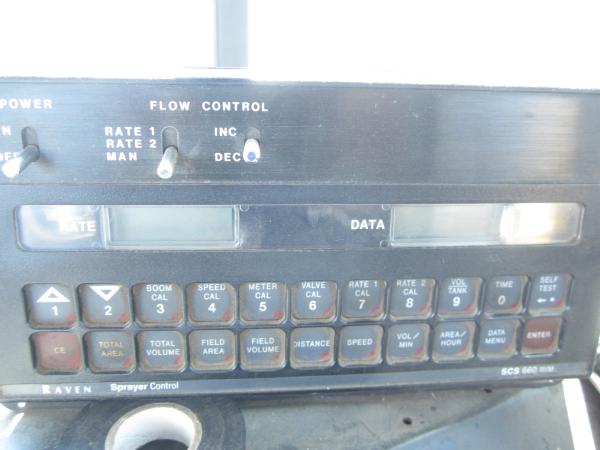 POWER FLOW CONTROL
RATE 1 INC
RATE 2
MAN DEC
RATE DATA
BOOM CAL SPEED CAL METER CAL VALVE CAL RATE 1 CAL RATE 2 CAL VOL TANK TIME SELF TEST
1 2 3 4 5 6 7 8 9 0
CE TOTAL AREA TOTAL VOLUME FIELD AREA FIELD VOLUME DISTANCE SPEED VOL/ MIN AREA/ HOUR DATA MENU ENTER
RAVEN Sprayer Control SCS 660